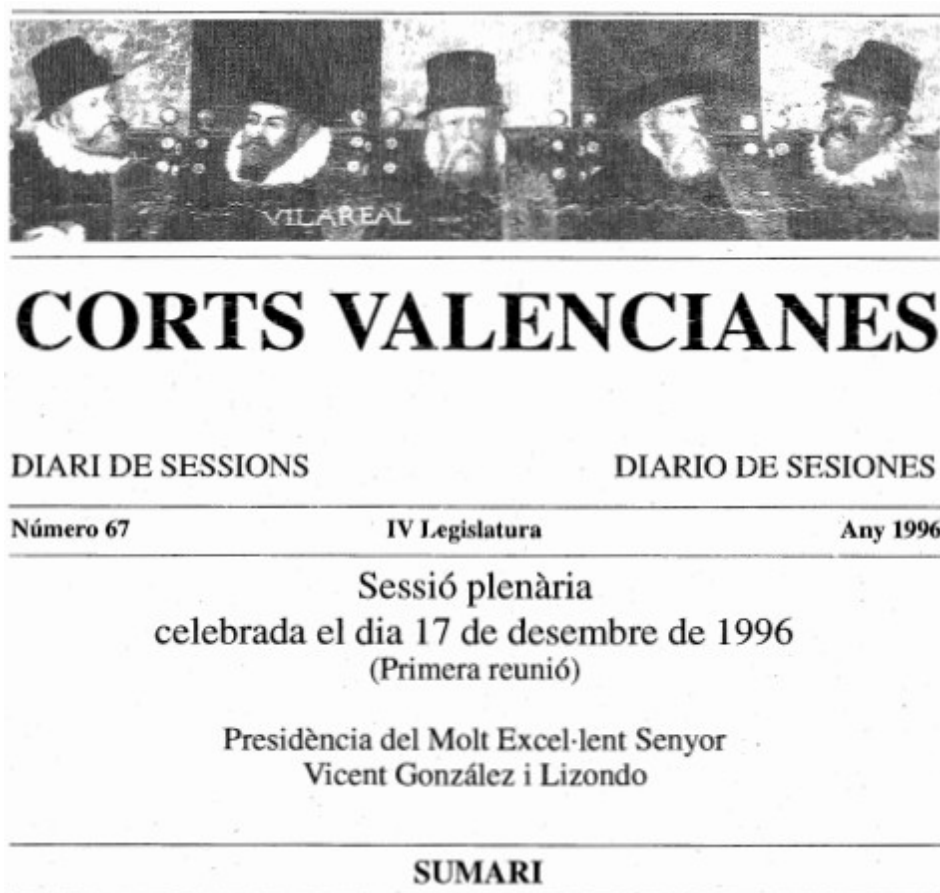 VILAREAL
CORTS VALENCIANES
DIARI DE SESSIONS DIARIO DE SESIONES
Número 67 IV Legislatura Any 1996
Sessió plenària
celebrada el dia 17 de desembre de 1996
(Primera reunió)
Presidència del Molt Excel·lent Senyor
Vicent González i Lizondo
SUMARI